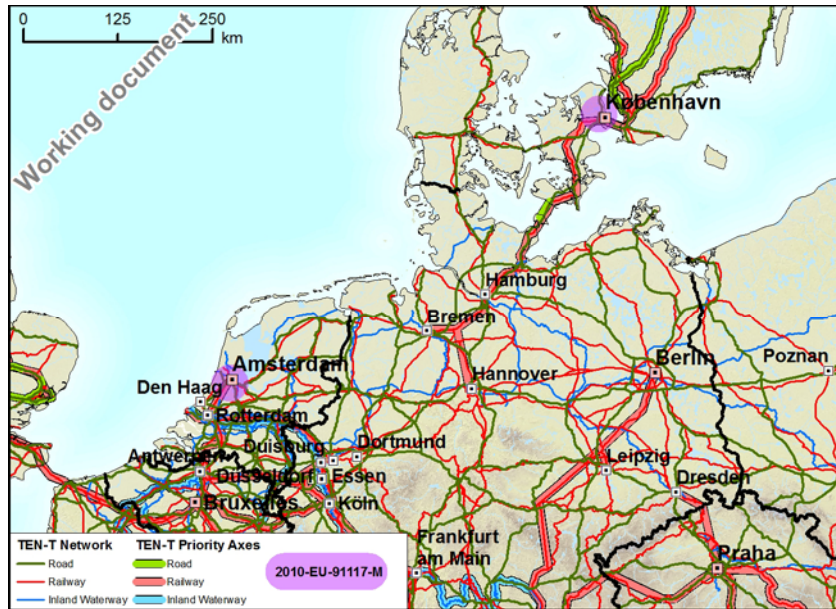 0 125 250
km
Working document
København
Hamburg
Bremen
Amsterdam
Berlin
Poznan
Den Haag
Hannover
Rotterdam
Duisburg
Dortmund
Antwerpen
Leipzig
Düsseldorf
Essen
Dresden
Bruxelles
Köln
Frankfurt
am Main
Praha
TEN-T Network
Road
Railway
Inland Waterway
TEN-T Priority Axes
Road
Railway
Inland Waterway
2010-EU-91117-M